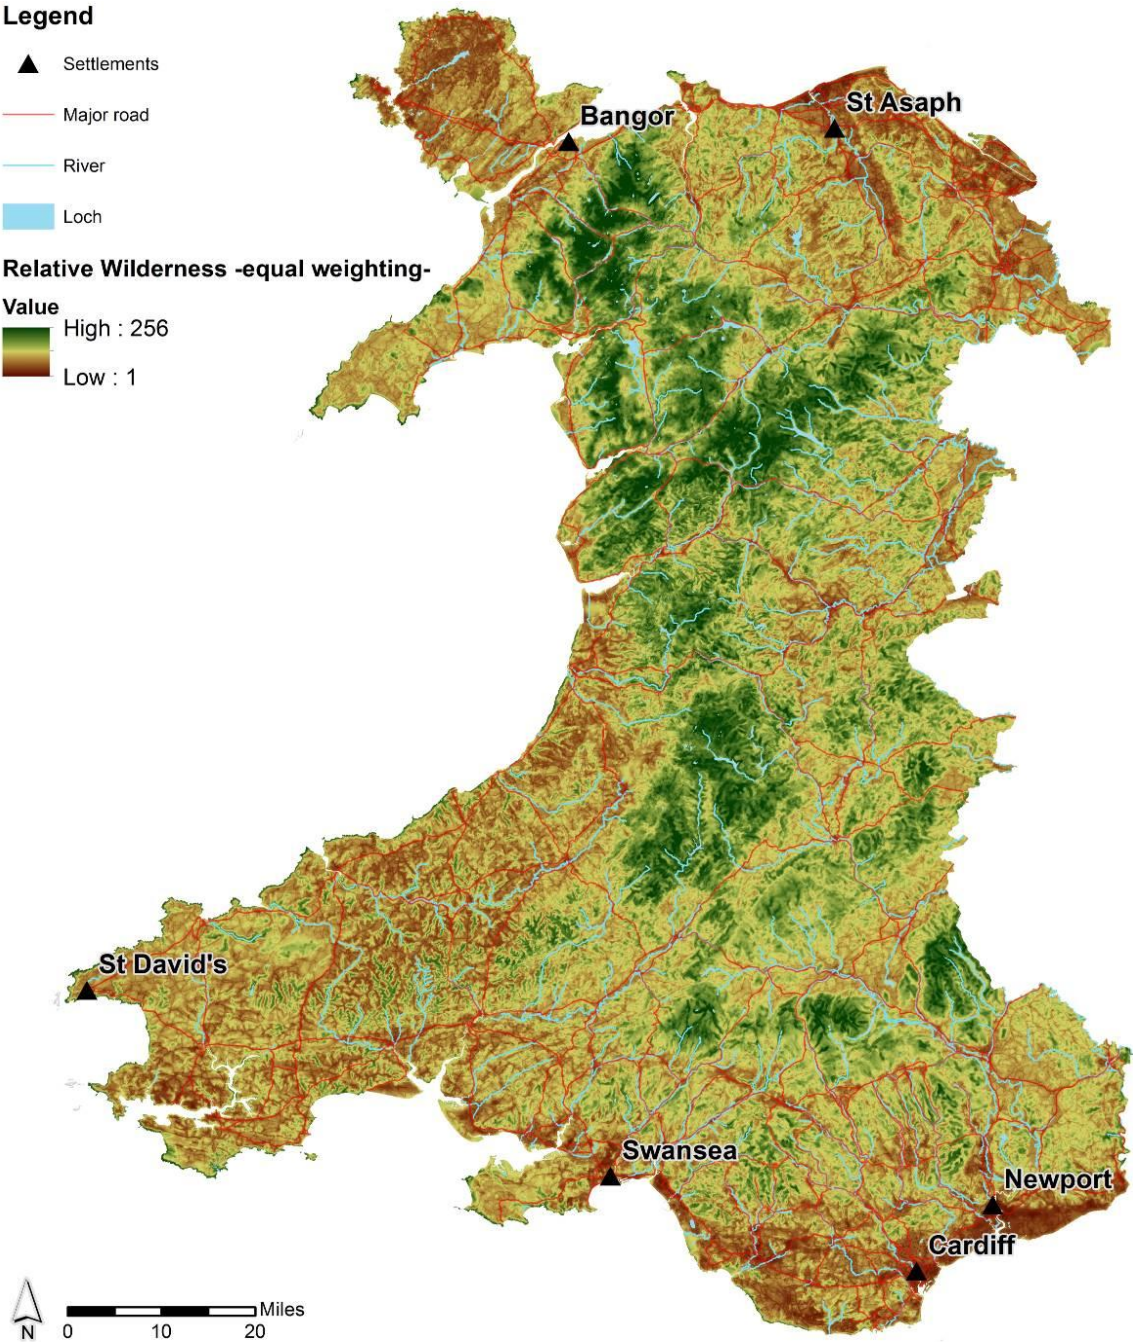 Legend
Settlements
Major road
River
Loch
Relative Wilderness -equal weighting-
Value
High : 256
Low : 1
Bangor
St Asaph
St David's
Swansea
Newport
Cardiff
N
Miles
0 10 20